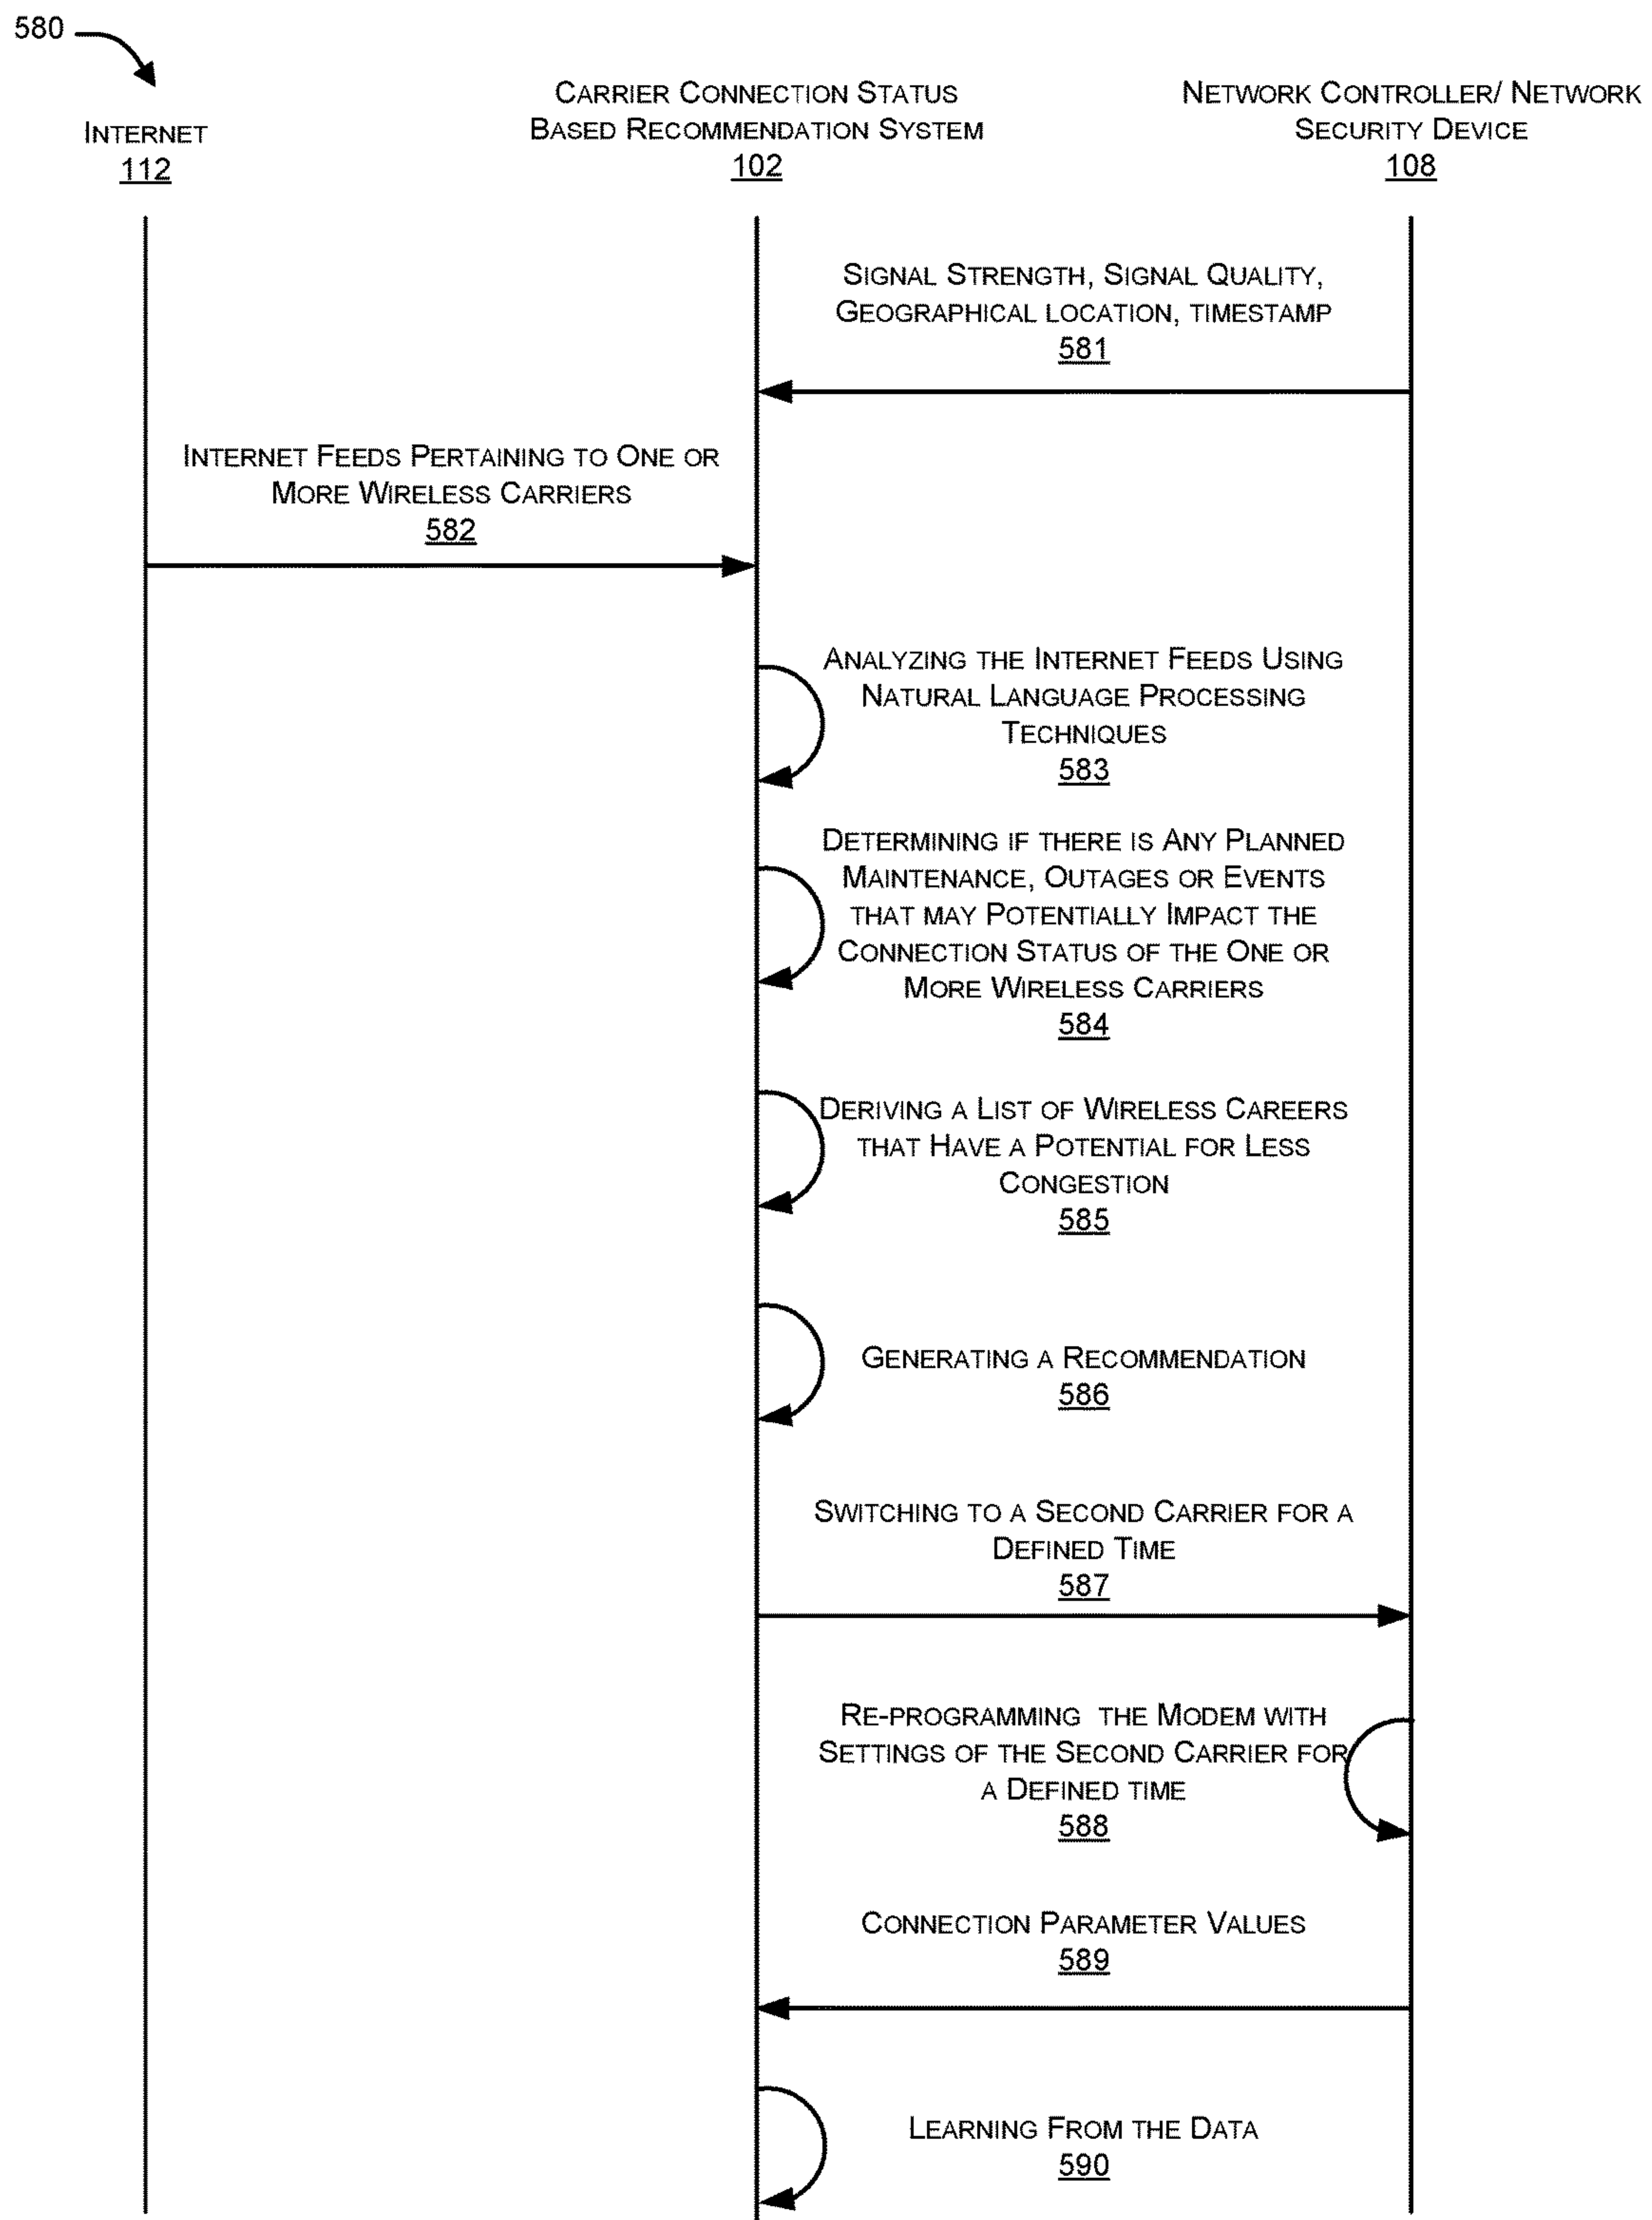 580
INTERNET
112
CARRIER CONNECTION STATUS
BASED RECOMMENDATION SYSTEM
102
NETWORK CONTROLLER/ NETWORK
SECURITY DEVICE
108
SIGNAL STRENGTH, SIGNAL QUALITY,
GEOGRAPHICAL LOCATION, TIMESTAMP
581
INTERNET FEEDS PERTAINING TO ONE OR
MORE WIRELESS CARRIERS
582
ANALYZING THE INTERNET FEEDS USING
NATURAL LANGUAGE PROCESSING
TECHNIQUES
583
DETERMINING IF THERE IS ANY PLANNED
MAINTENANCE, OUTAGES OR EVENTS
THAT MAY POTENTIALLY IMPACT THE
CONNECTION STATUS OF THE ONE OR
MORE WIRELESS CARRIERS
584
DERIVING A LIST OF WIRELESS CAREERS
THAT HAVE A POTENTIAL FOR LESS
CONGESTION
585
GENERATING A RECOMMENDATION
586
SWITCHING TO A SECOND CARRIER FOR A
DEFINED TIME
587
RE-PROGRAMMING THE MODEM WITH
SETTINGS OF THE SECOND CARRIER FOR
A DEFINED TIME
588
CONNECTION PARAMETER VALUES
589
LEARNING FROM THE DATA
590